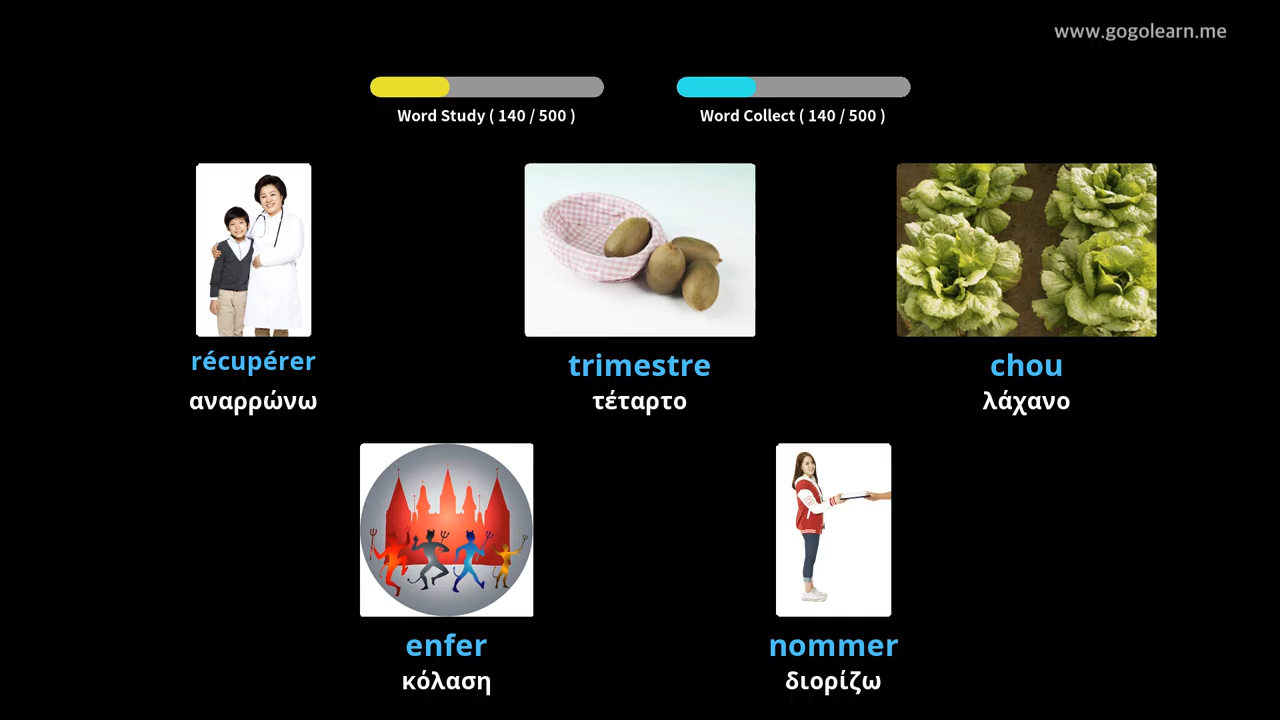 www.gogolearn.me
Word Study ( 140 / 500 )
Word Collect ( 140 / 500 )
récupérer
αναρρώνω
trimestre
τέταρτο
chou
λάχανο
enfer
κόλαση
nommer
διορίζω